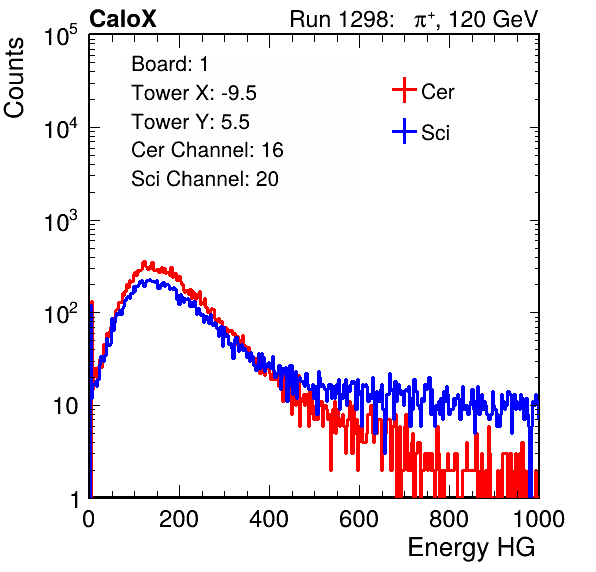 CaloX Run 1298: π⁺, 120 GeV
Counts
10⁵
10⁴
10³
10²
10
1
Board: 1
Tower X: -9.5
Tower Y: 5.5
Cer Channel: 16
Sci Channel: 20
Cer
Sci
0 200 400 600 800 1000
Energy HG